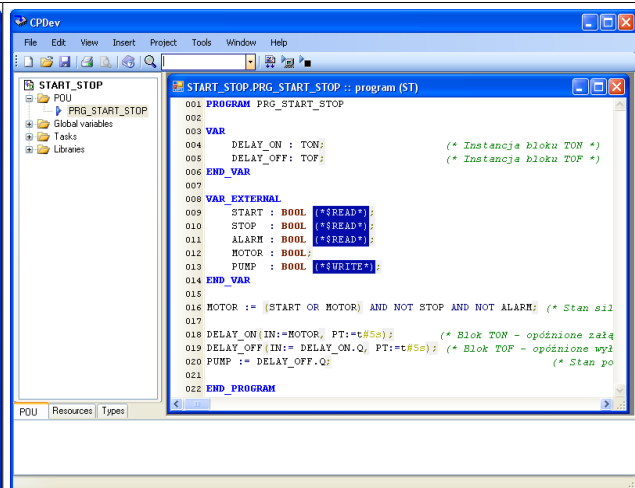 CPDev
File Edit View Insert Project Tools Window Help
START_STOP
POU
PRG_START_STOP
Global variables
Tasks
Libraries
START_STOP.PRG_START_STOP :: program (ST)
001 PROGRAM PRG_START_STOP
002
003 VAR
004 DELAY_ON : TON; (* Instancja bloku TON *)
005 DELAY_OFF: TOF; (* Instancja bloku TOF *)
006 END_VAR
007
008 VAR_EXTERNAL
009 START : BOOL (*$READ*);
010 STOP : BOOL (*$READ*);
011 ALARM : BOOL (*$READ*);
012 MOTOR : BOOL;
013 PUMP : BOOL (*$WRITE*);
014 END_VAR
015
016 MOTOR := (START OR MOTOR) AND NOT STOP AND NOT ALARM; (* Stan sil
017
018 DELAY_ON(IN:=MOTOR, PT:=t#5s); (* Blok TON - opóźnione załą
019 DELAY_OFF(IN:= DELAY_ON.Q, PT:=t#5s); (* Blok TOF - opóźnione wył
020 PUMP := DELAY_OFF.Q; (* Stan po
021
022 END_PROGRAM
POU Resources Types